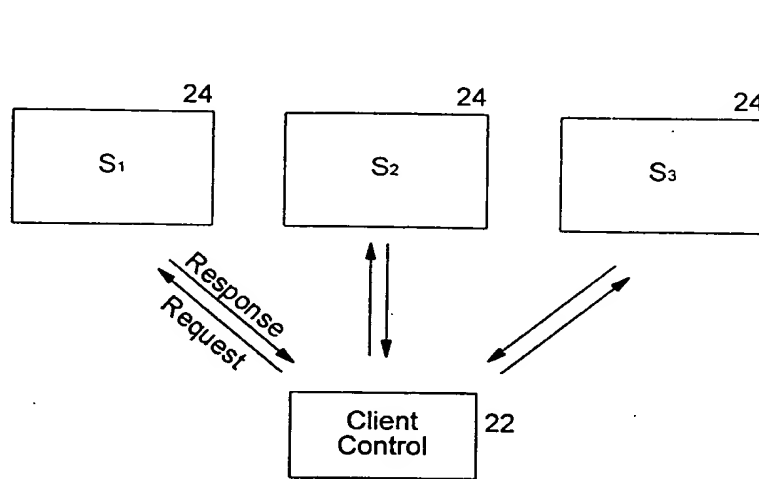 24
24
24
S1
S2
S3
Response
Request
Client
Control
22